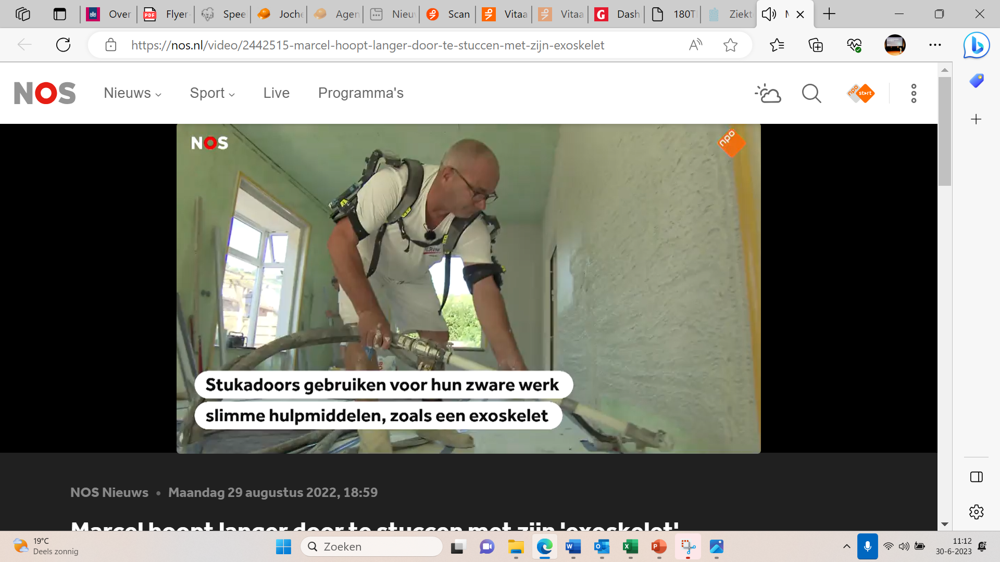 Over
Flyer
Spee
Joche
Agen
Nieuv
Scan
Vitaa
Vitaa
Dash
180T
Ziekt
https://nos.nl/video/2442515-marcel-hoopt-langer-door-te-stuccen-met-zijn-exoskelet
NOS
Nieuws
Sport
Live
Programma's
npo start
NOS
npo
Stukadoors gebruiken voor hun zware werk
slimme hulpmiddelen, zoals een exoskelet
NOS Nieuws • Maandag 29 augustus 2022, 18:59
Marcel hoopt langer door te stuccen met zijn 'exoskelet'
19°C
Deels zonnig
Zoeken
11:12
30-6-2023